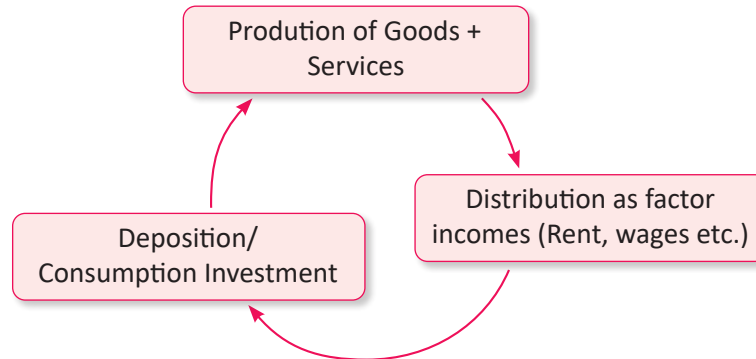 Prodution of Goods +
Services
Distribution as factor
incomes (Rent, wages etc.)
Deposition/
Consumption Investment